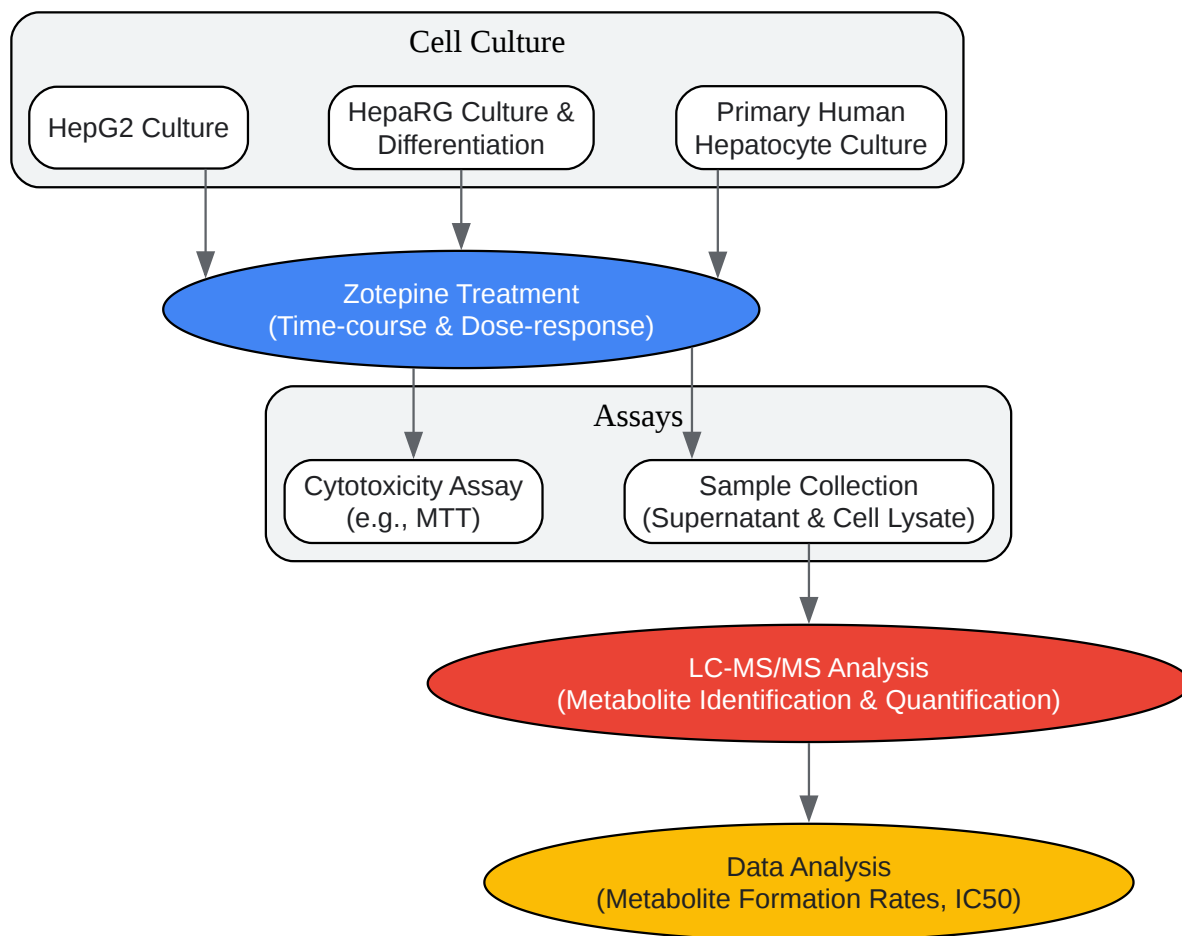 Cell Culture
HepG2 Culture
HepaRG Culture &
Differentiation
Primary Human
Hepatocyte Culture
Zotepine Treatment
(Time-course & Dose-response)
Assays
Cytotoxicity Assay
(e.g., MTT)
Sample Collection
(Supernatant & Cell Lysate)
LC-MS/MS Analysis
(Metabolite Identification & Quantification)
Data Analysis
(Metabolite Formation Rates, IC50)